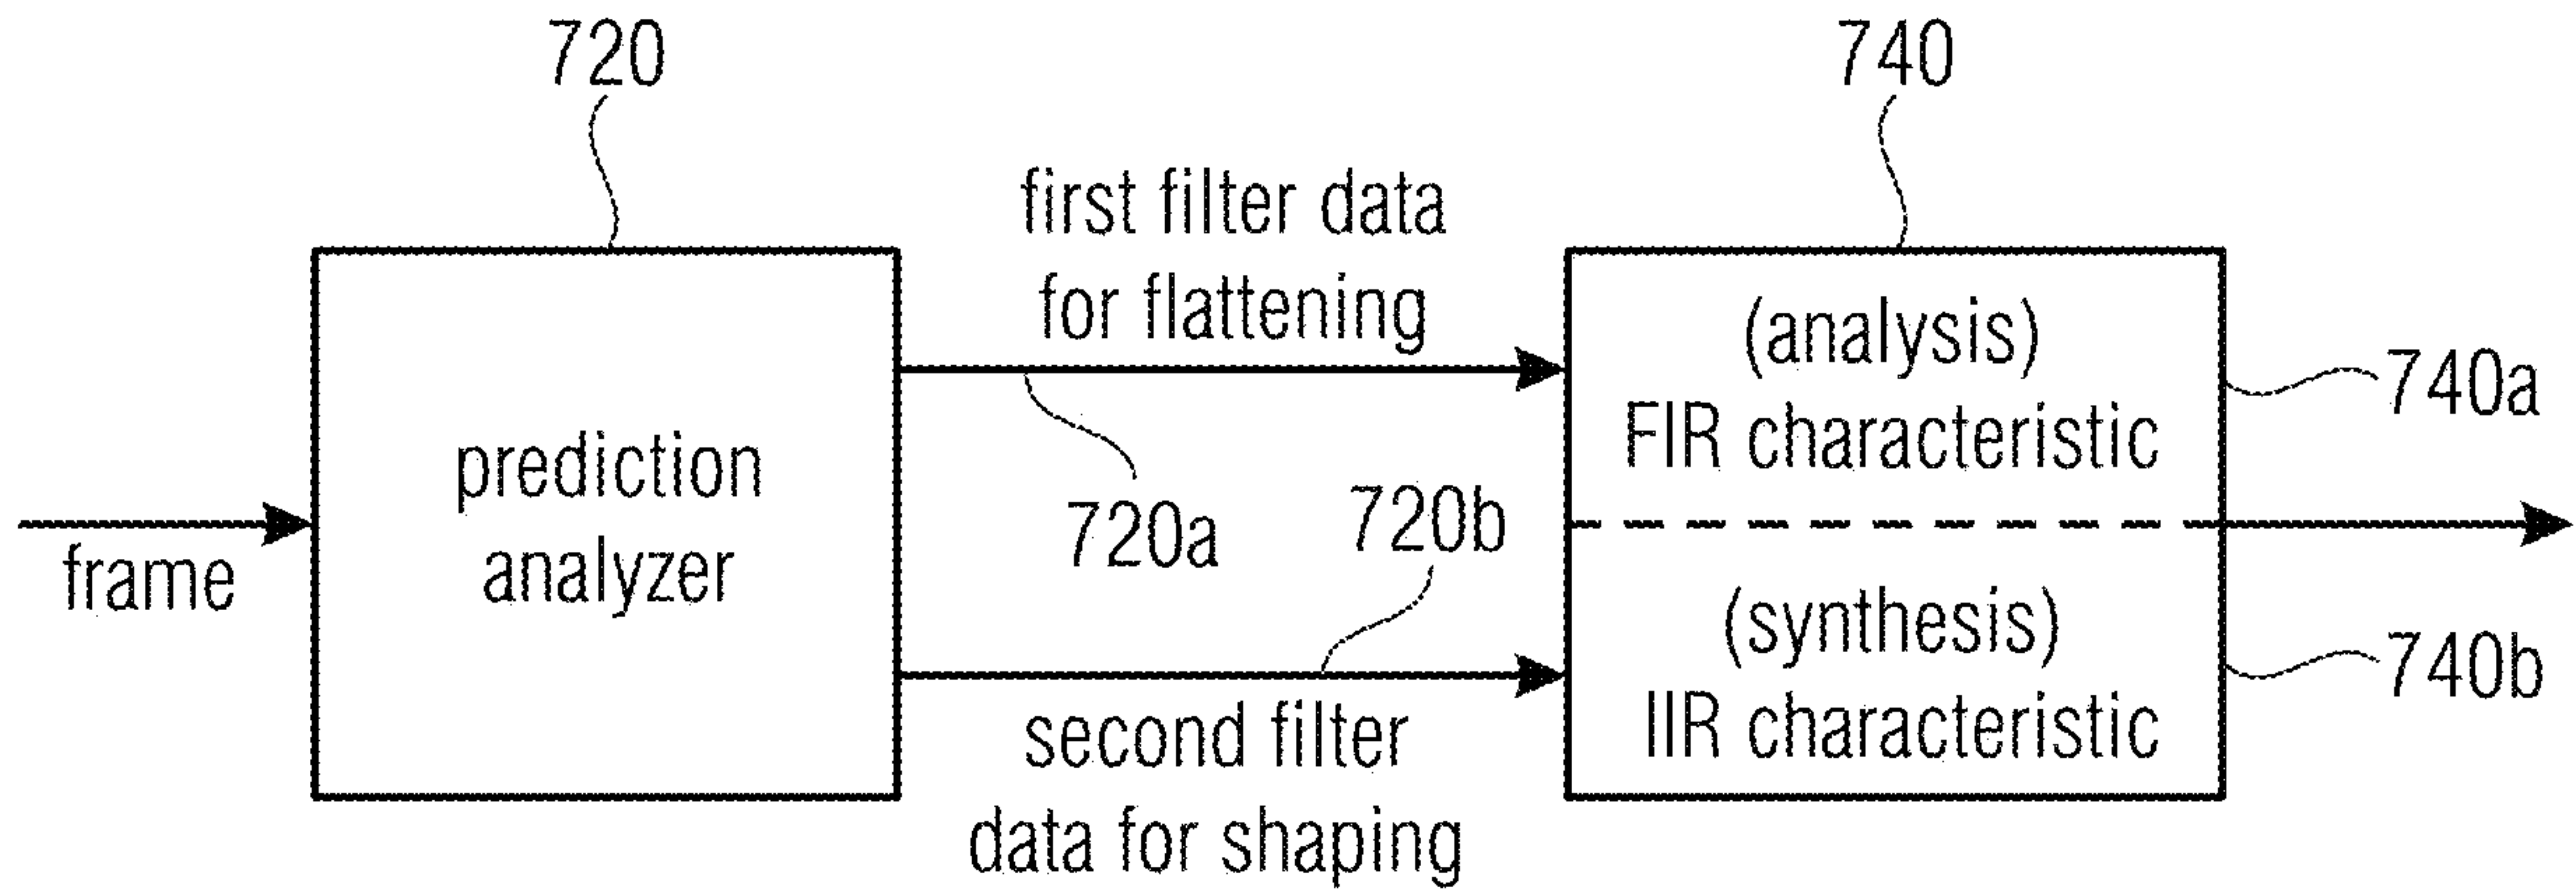 720
740
first filter data
for flattening
(analysis)
FIR characteristic
740a
prediction
analyzer
720a
720b
frame
(synthesis)
IIR characteristic
740b
second filter
data for shaping